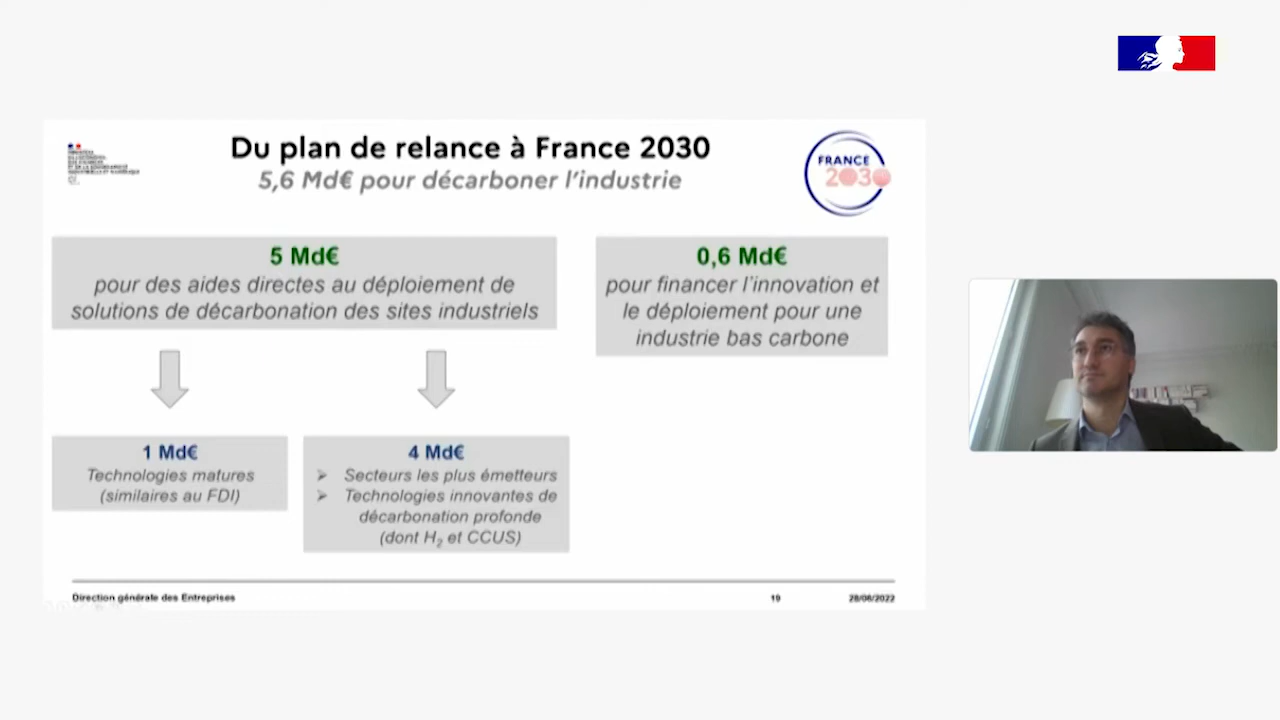 Du plan de relance à France 2030
5,6 Md€ pour décarboner l'industrie
FRANCE
2030
5 Md€
pour des aides directes au déploiement de
solutions de décarbonation des sites industriels
0,6 Md€
pour financer l'innovation et
le déploiement pour une
industrie bas carbone
1 Md€
Technologies matures
(similaires au FDI)
4 Md€
➢ Secteurs les plus émetteurs
➢ Technologies innovantes de
décarbonation profonde
(dont H₂ et CCUS)
Direction générale des Entreprises
19